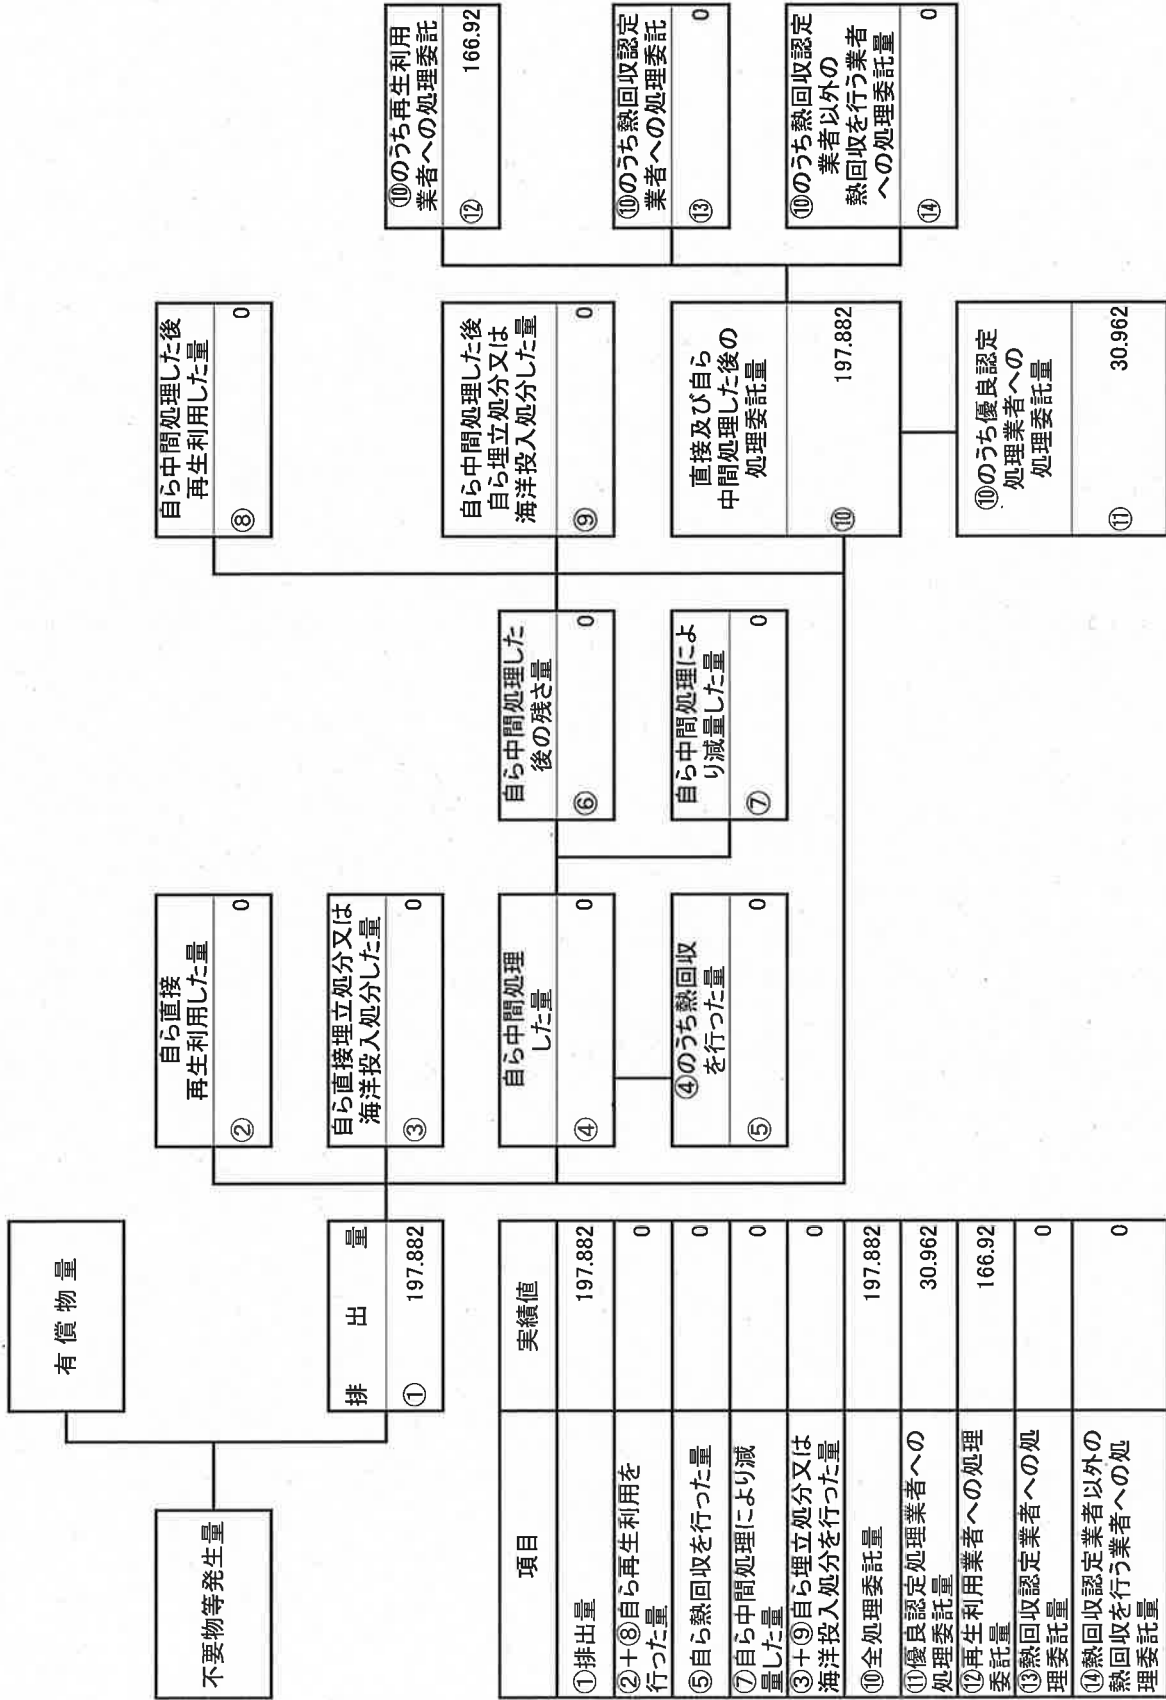 有償物量
不要物等発生量
排出量
① 197.882
自ら直接
再生利用した量
② 0
自ら直接埋立処分又は
海洋投入処分した量
③ 0
自ら中間処理
した量
④ 0
④のうち熱回収
を行った量
⑤ 0
自ら中間処理した
後の残さ量
⑥ 0
自ら中間処理によ
り減量した量
⑦ 0
自ら中間処理した後
再生利用した量
⑧ 0
自ら中間処理した後
自ら埋立処分又は
海洋投入処分した量
⑨ 0
直接及び自ら
中間処理した後の
処理委託量
⑩ 197.882
⑩のうち優良認定
処理業者への
処理委託量
⑪ 30.962
⑩のうち再生利用
業者への処理委託
⑫ 166.92
⑩のうち熱回収認定
業者への処理委託
⑬ 0
⑩のうち熱回収認定
業者以外の
熱回収を行う業者
への処理委託量
⑭ 0
項目 実績値
①排出量 197.882
②+⑧自ら再生利用を
行った量 0
⑤自ら熱回収を行った量 0
⑦自ら中間処理により減
量した量 0
③+⑨自ら埋立処分又は
海洋投入処分を行った量 0
⑩全処理委託量 197.882
⑪優良認定処理業者への
処理委託量 30.962
⑫再生利用業者への処理
委託量 166.92
⑬熱回収認定業者への処
理委託量 0
⑭熱回収認定業者以外の
熱回収を行う業者への処
理委託量 0